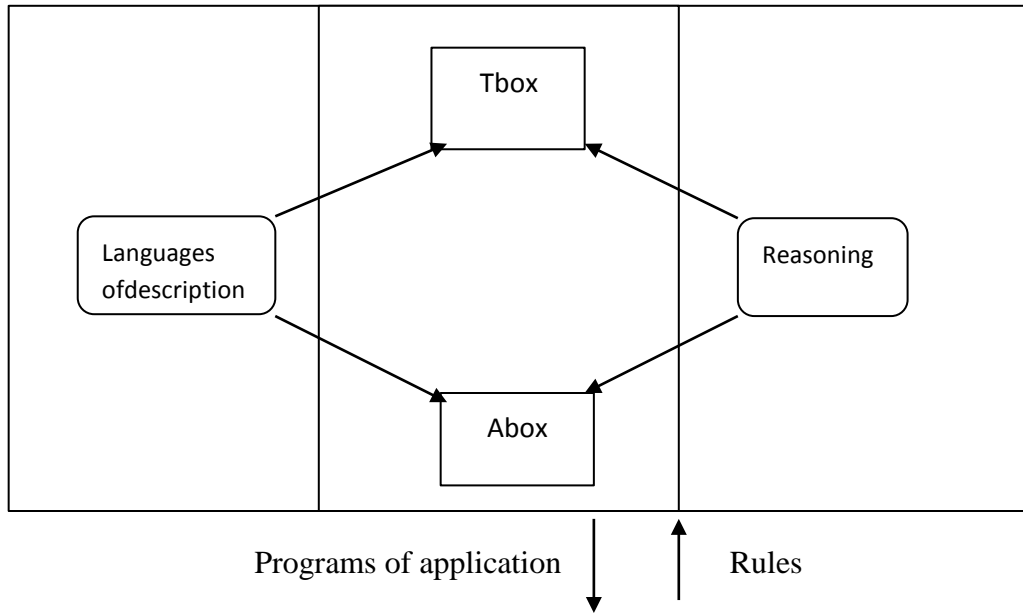 Tbox
Languages
ofdescription
Reasoning
Abox
Programs of application
Rules